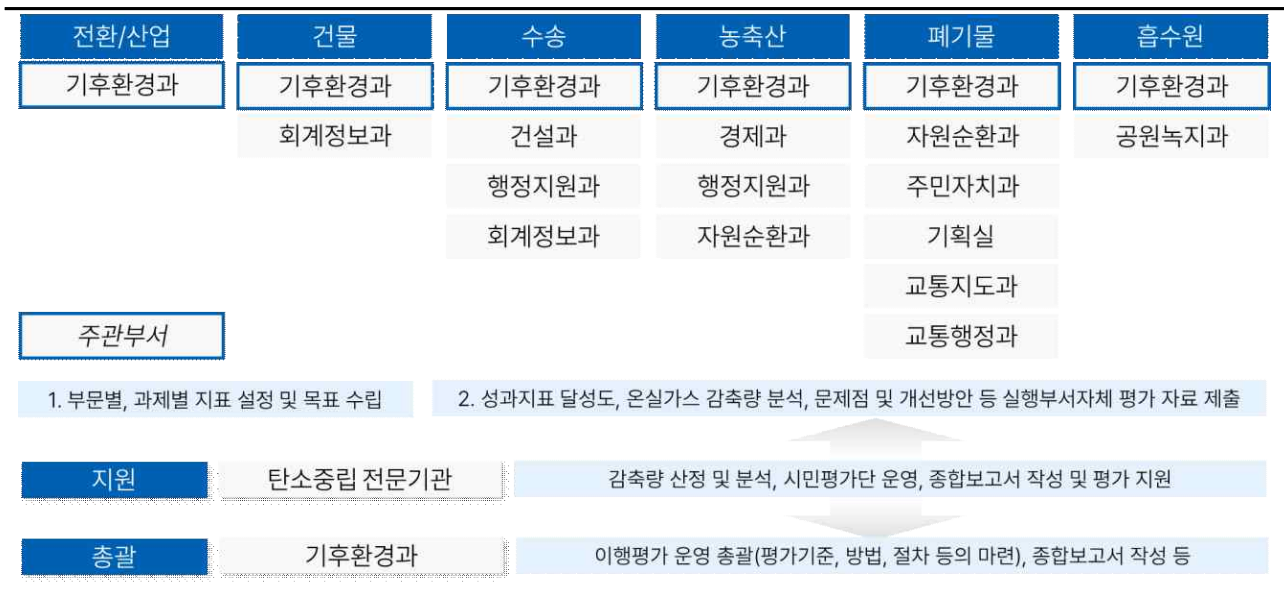 전환/산업 건물 수송 농축산 폐기물 흡수원
기후환경과 기후환경과 기후환경과 기후환경과 기후환경과 기후환경과
회계정보과 건설과 경제과 자원순환과 공원녹지과
행정지원과 행정지원과 주민자치과
회계정보과 자원순환과 기획실
교통지도과
주관부서 교통행정과
1. 부문별, 과제별 지표 설정 및 목표 수립 2. 성과지표 달성도, 온실가스 감축량 분석, 문제점 및 개선방안 등 실행부서자체 평가 자료 제출
지원 탄소중립 전문기관 감축량 산정 및 분석, 시민평가단 운영, 종합보고서 작성 및 평가 지원
총괄 기후환경과 이행평가 운영 총괄(평가기준, 방법, 절차 등의 마련), 종합보고서 작성 등